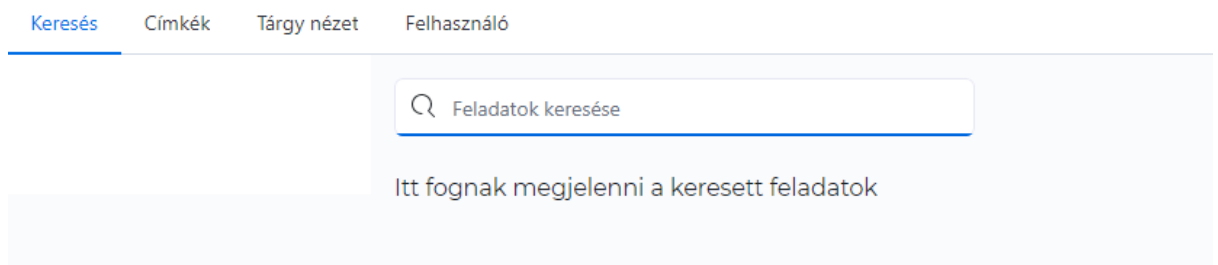 Keresés Címkék Tárgy nézet Felhasználó
Feladatok keresése
Itt fognak megjelenni a keresett feladatok